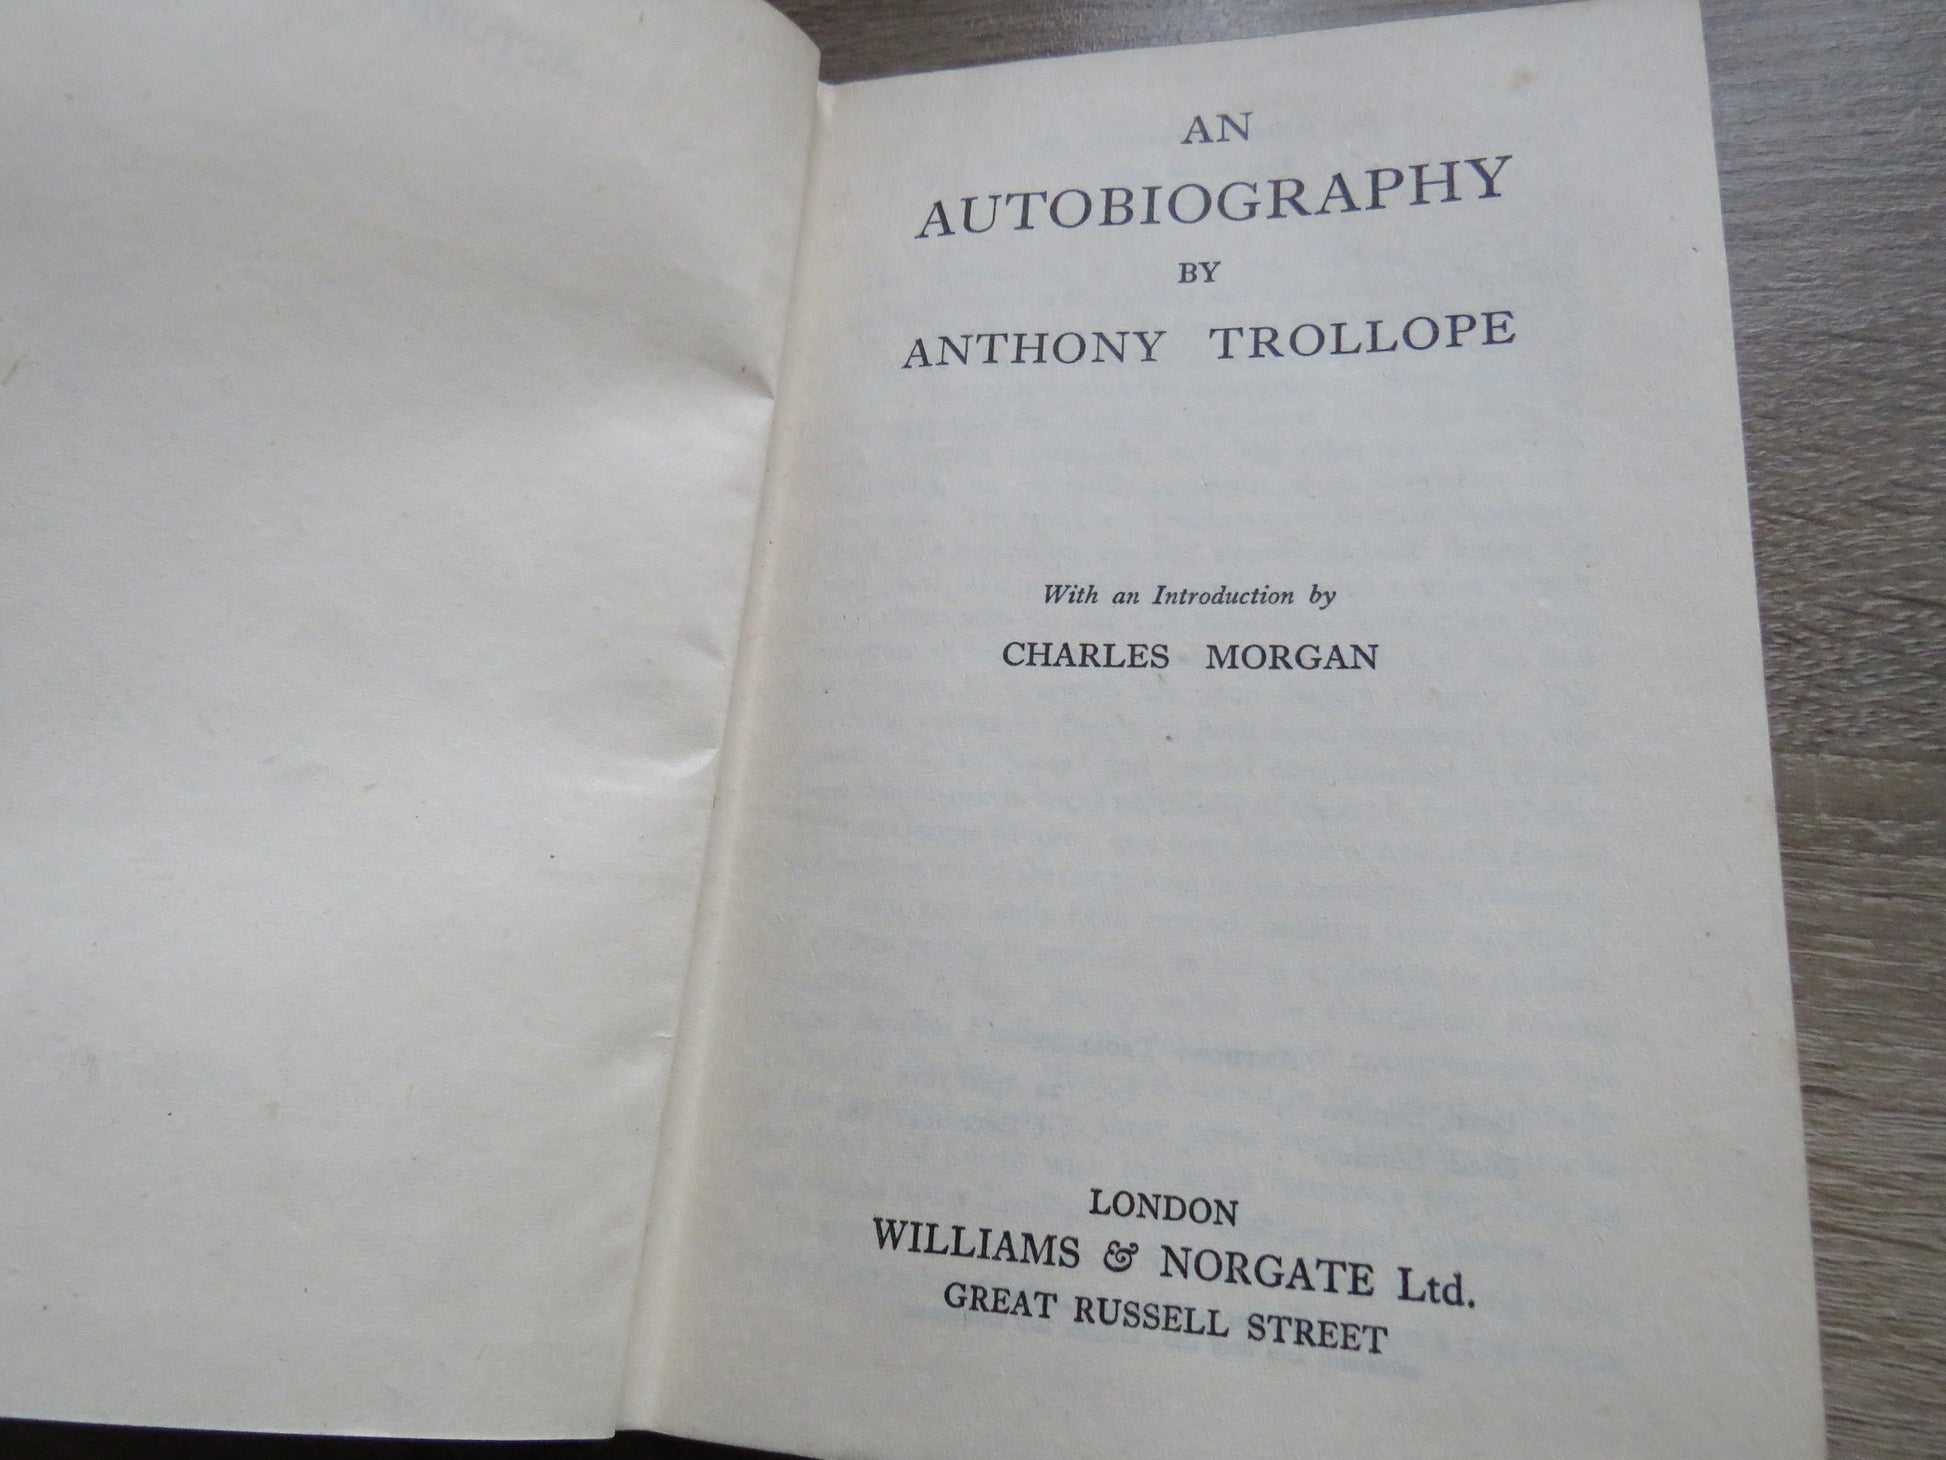 AN
AUTOBIOGRAPHY
BY
ANTHONY TROLLOPE
With an Introduction by
CHARLES MORGAN
LONDON
WILLIAMS & NORGATE Ltd.
GREAT RUSSELL STREET